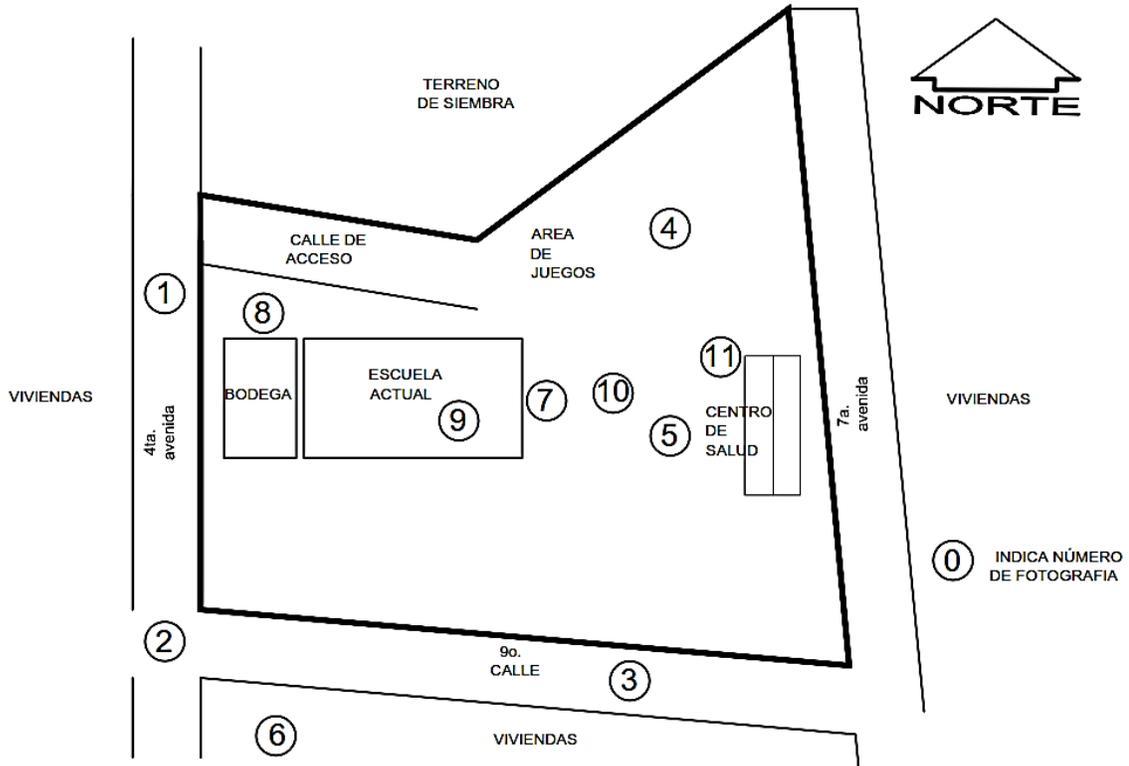 TERRENO
DE SIEMBRA
NORTE
CALLE DE
ACCESO
AREA
DE
JUEGOS
4
1
8
11
BODEGA
ESCUELA
ACTUAL
9
7
10
5
CENTRO
DE
SALUD
VIVIENDAS
4ta.
avenida
7a.
avenida
VIVIENDAS
0
INDICA NÚMERO
DE FOTOGRAFIA
2
9o.
CALLE
3
6
VIVIENDAS